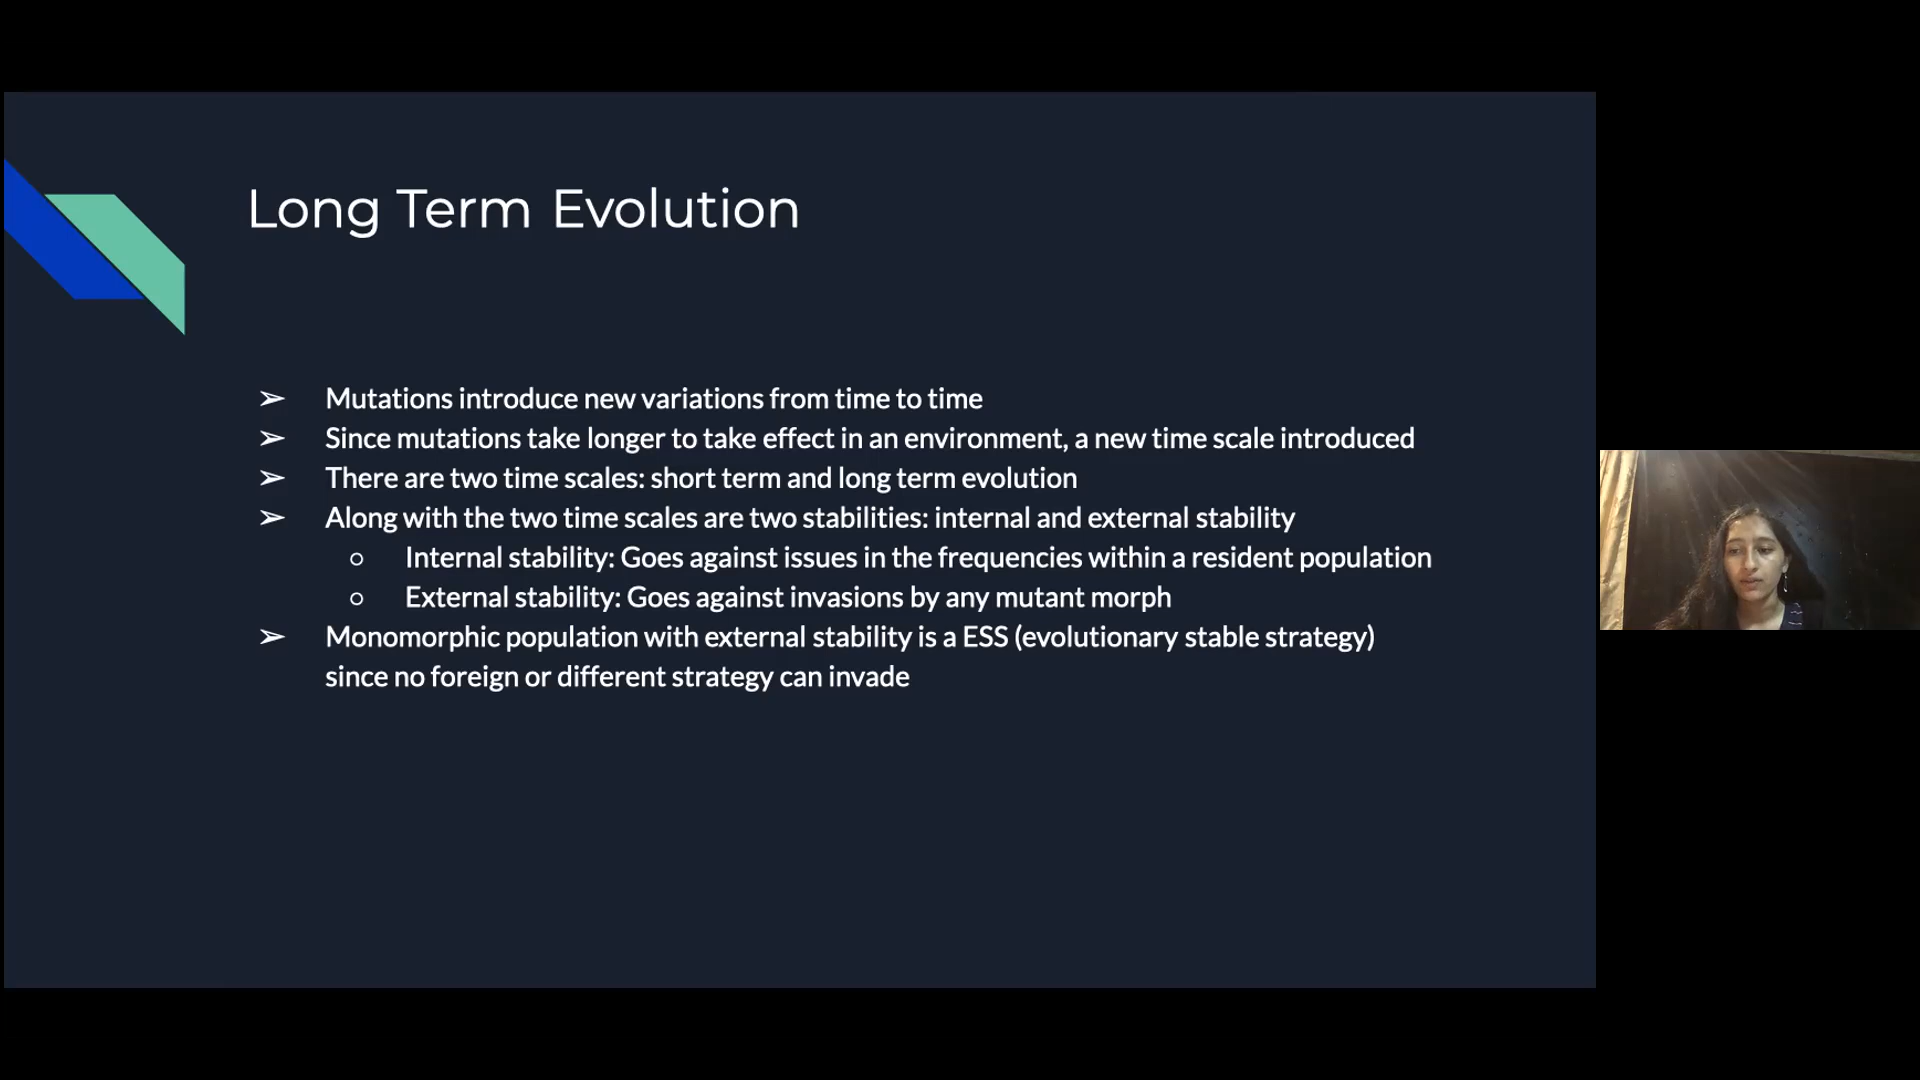 Long Term Evolution
➢ Mutations introduce new variations from time to time
➢ Since mutations take longer to take effect in an environment, a new time scale introduced
➢ There are two time scales: short term and long term evolution
➢ Along with the two time scales are two stabilities: internal and external stability
○ Internal stability: Goes against issues in the frequencies within a resident population
○ External stability: Goes against invasions by any mutant morph
➢ Monomorphic population with external stability is a ESS (evolutionary stable strategy)
since no foreign or different strategy can invade